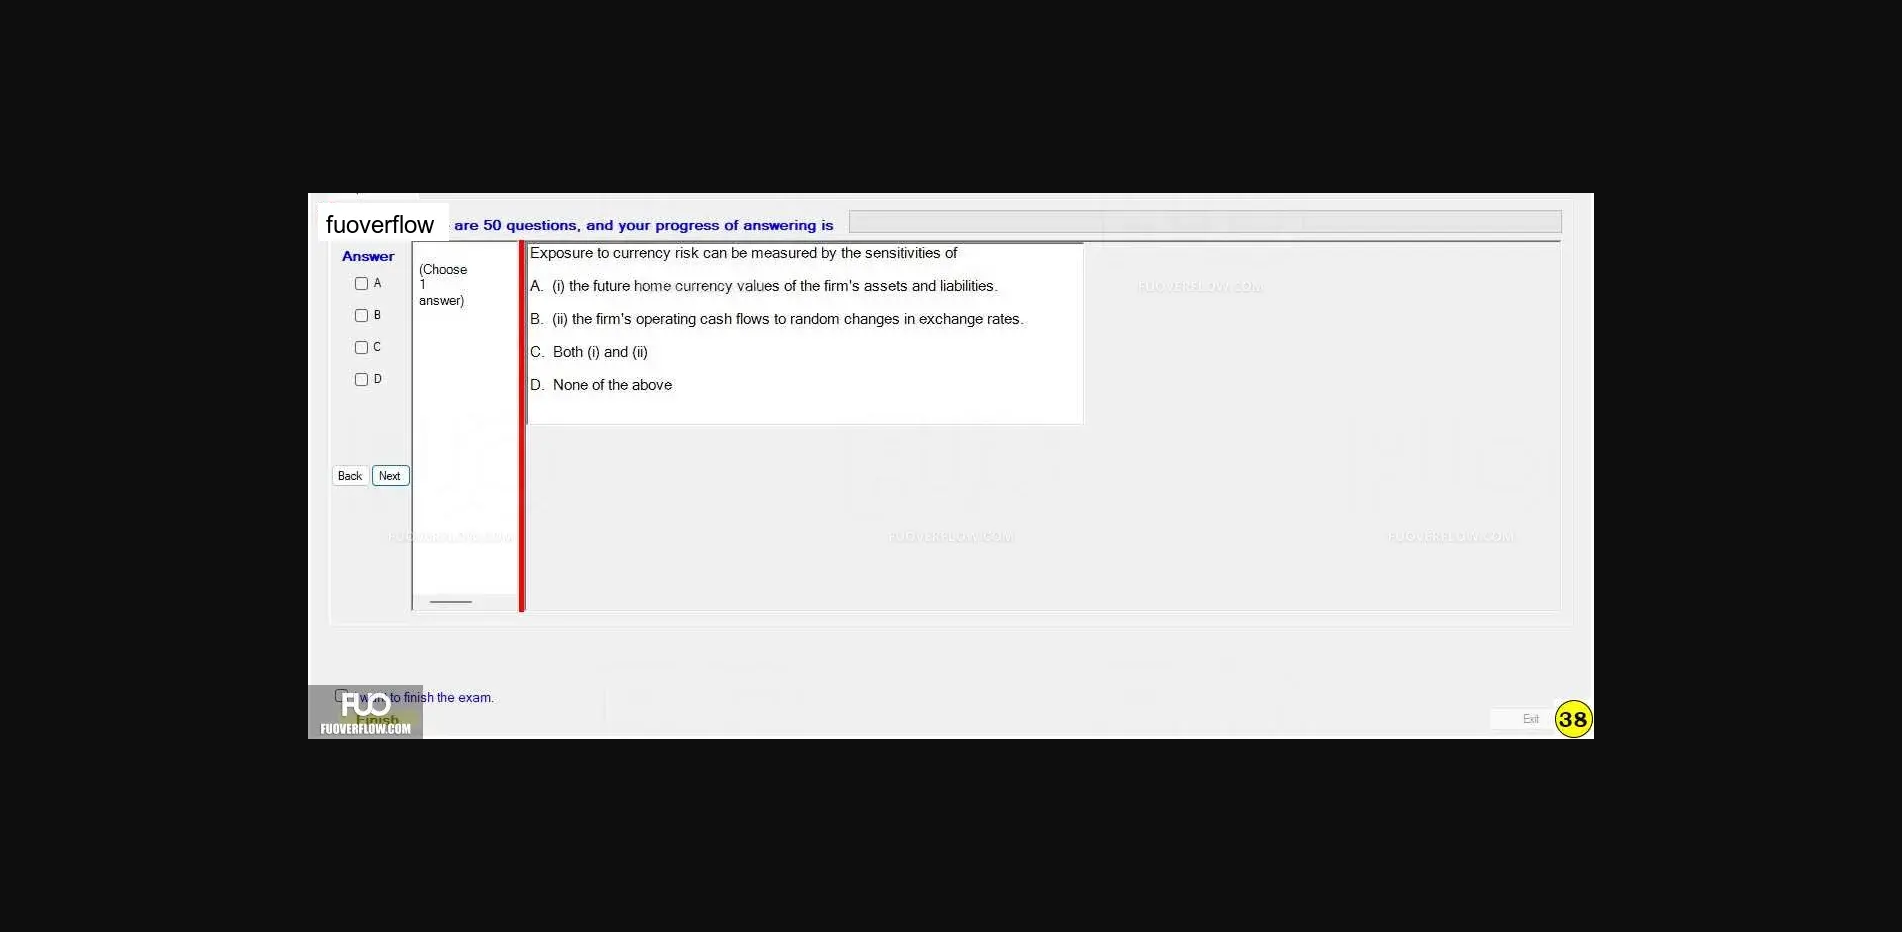 fuoverflow
are 50 questions, and your progress of answering is
Answer
A
B
C
D
(Choose
1
answer)
Exposure to currency risk can be measured by the sensitivities of
A. (i) the future home currency values of the firm's assets and liabilities.
B. (ii) the firm's operating cash flows to random changes in exchange rates.
C. Both (i) and (ii)
D. None of the above
FUOVERFLOW.COM
Back
Next
FUOVERFLOW.COM
FUOVERFLOW.COM
FUOVERFLOW.COM
I want to finish the exam.
Finish
FUO
FUOVERFLOW.COM
Exit
38